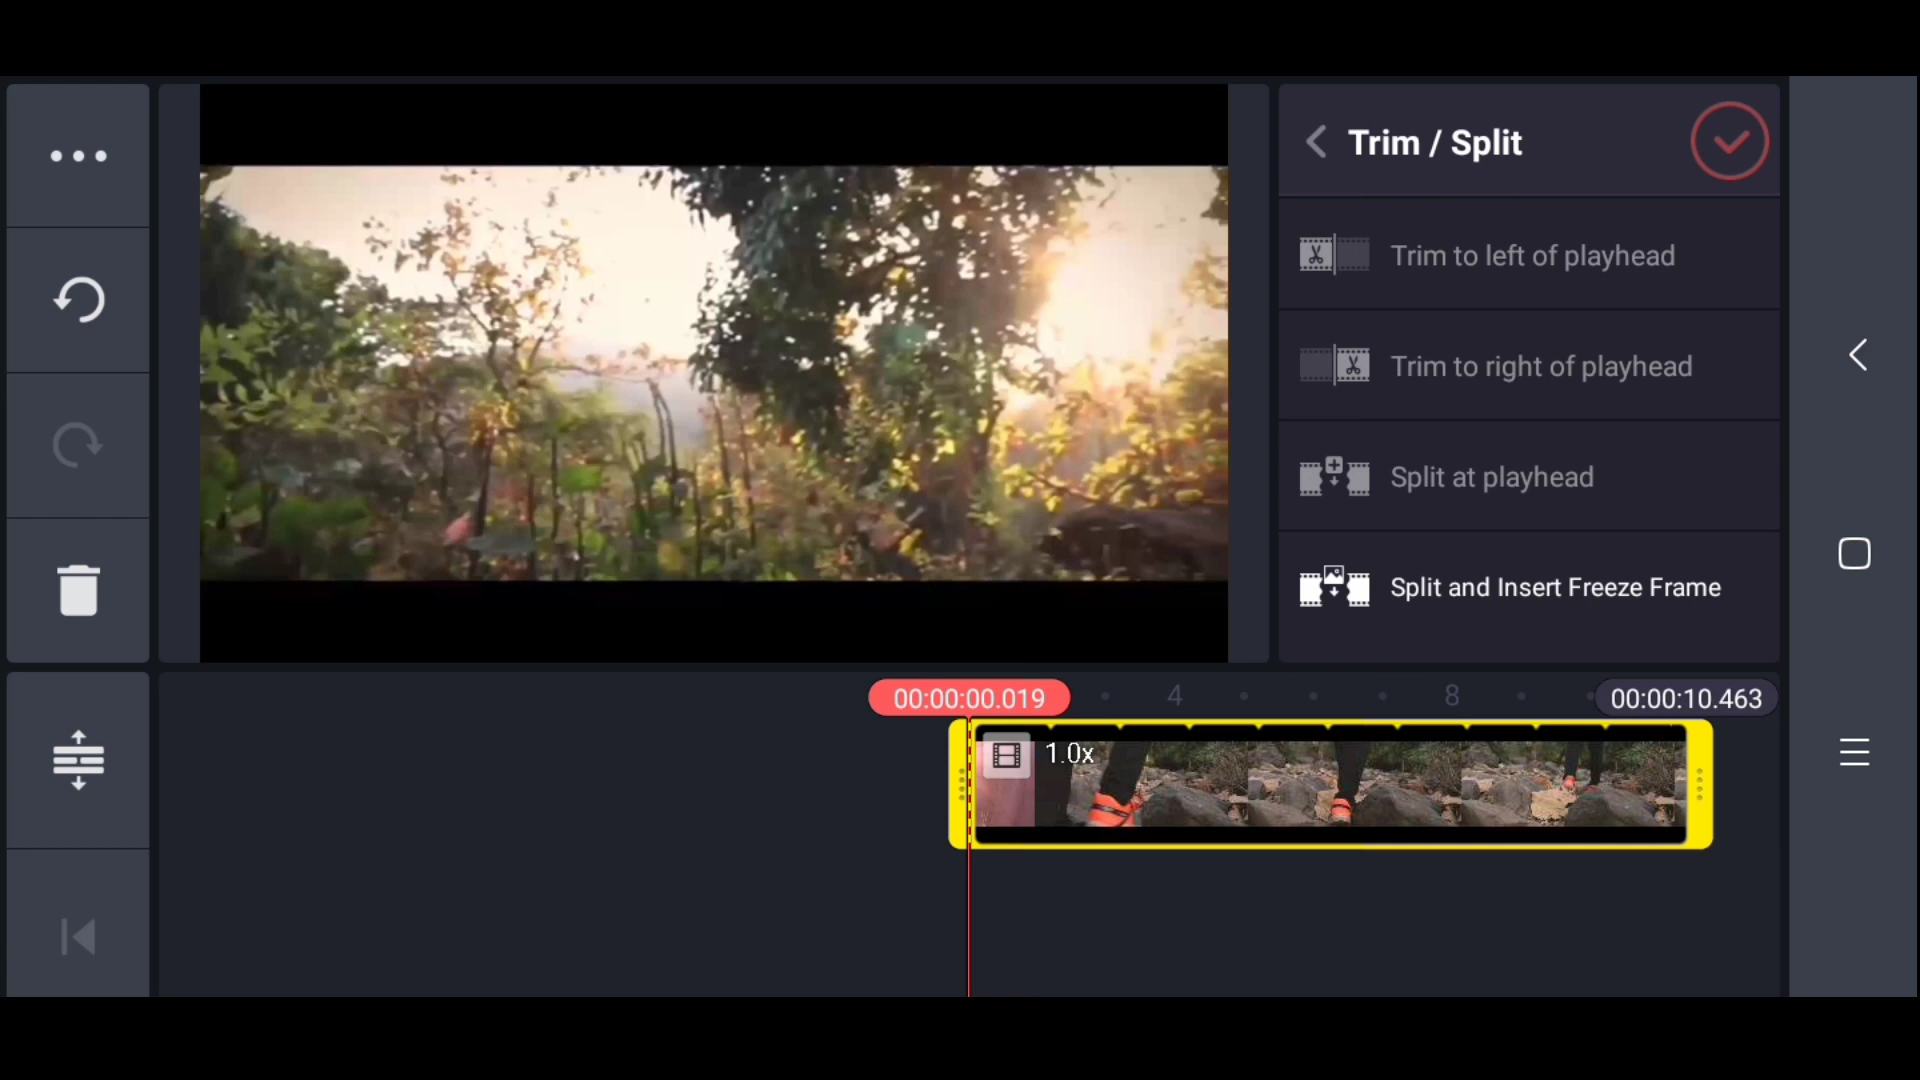 Trim / Split
Trim to left of playhead
Trim to right of playhead
Split at playhead
Split and Insert Freeze Frame
00:00:00.019
4
8
00:00:10.463
1.0x